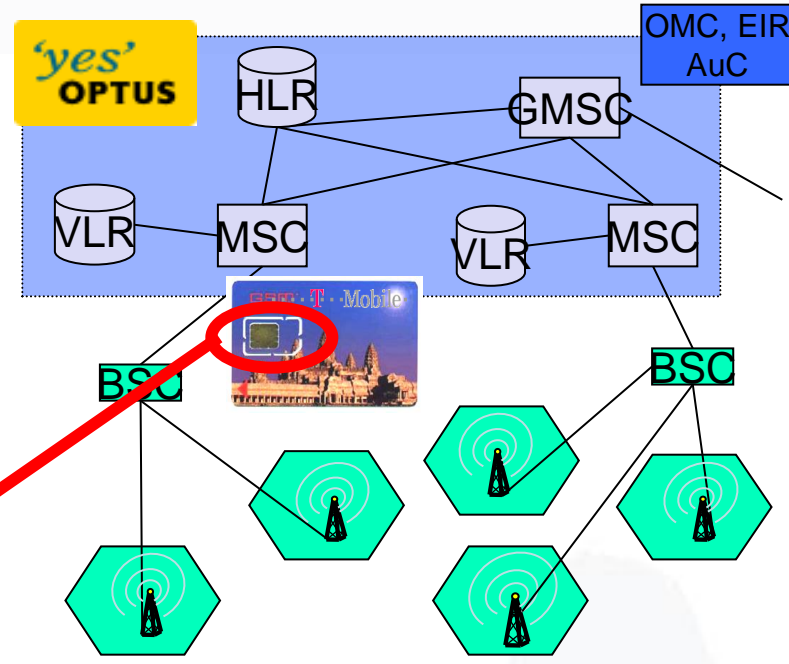 OMC, EIR
AuC
'yes'
OPTUS
HLR
GMSC
VLR
MSC
VLR
MSC
GSM · T · · Mobile ·
BSC
BSC